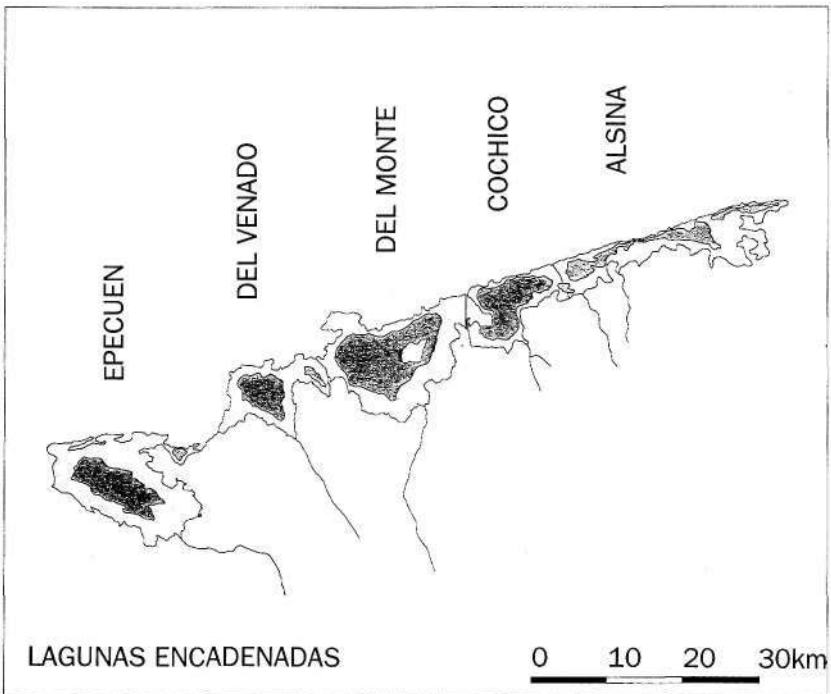 ALSINA
COCHICO
DEL MONTE
DEL VENADO
EPECUEN
LAGUNAS ENCADENADAS
0 10 20 30km